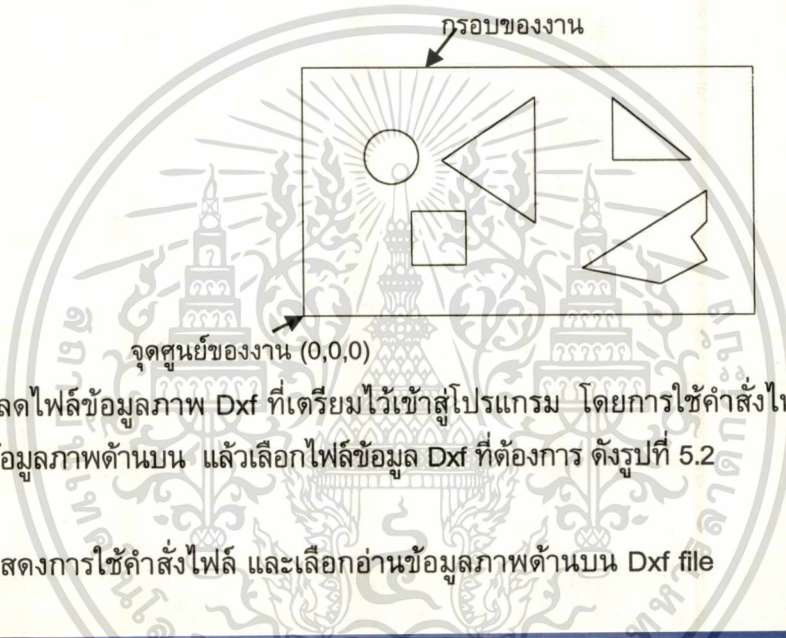 กรอบของงาน
จุดศูนย์ของงาน (0,0,0)
ลดไฟล์ข้อมูลภาพ Dxf ที่เตรียมไว้เข้าสู่โปรแกรม โดยการใช้คำสั่งไฟ
อมูลภาพด้านบน แล้วเลือกไฟล์ข้อมูล Dxf ที่ต้องการ ดังรูปที่ 5.2
สดงการใช้คำสั่งไฟล์ และเลือกอ่านข้อมูลภาพด้านบน Dxf file